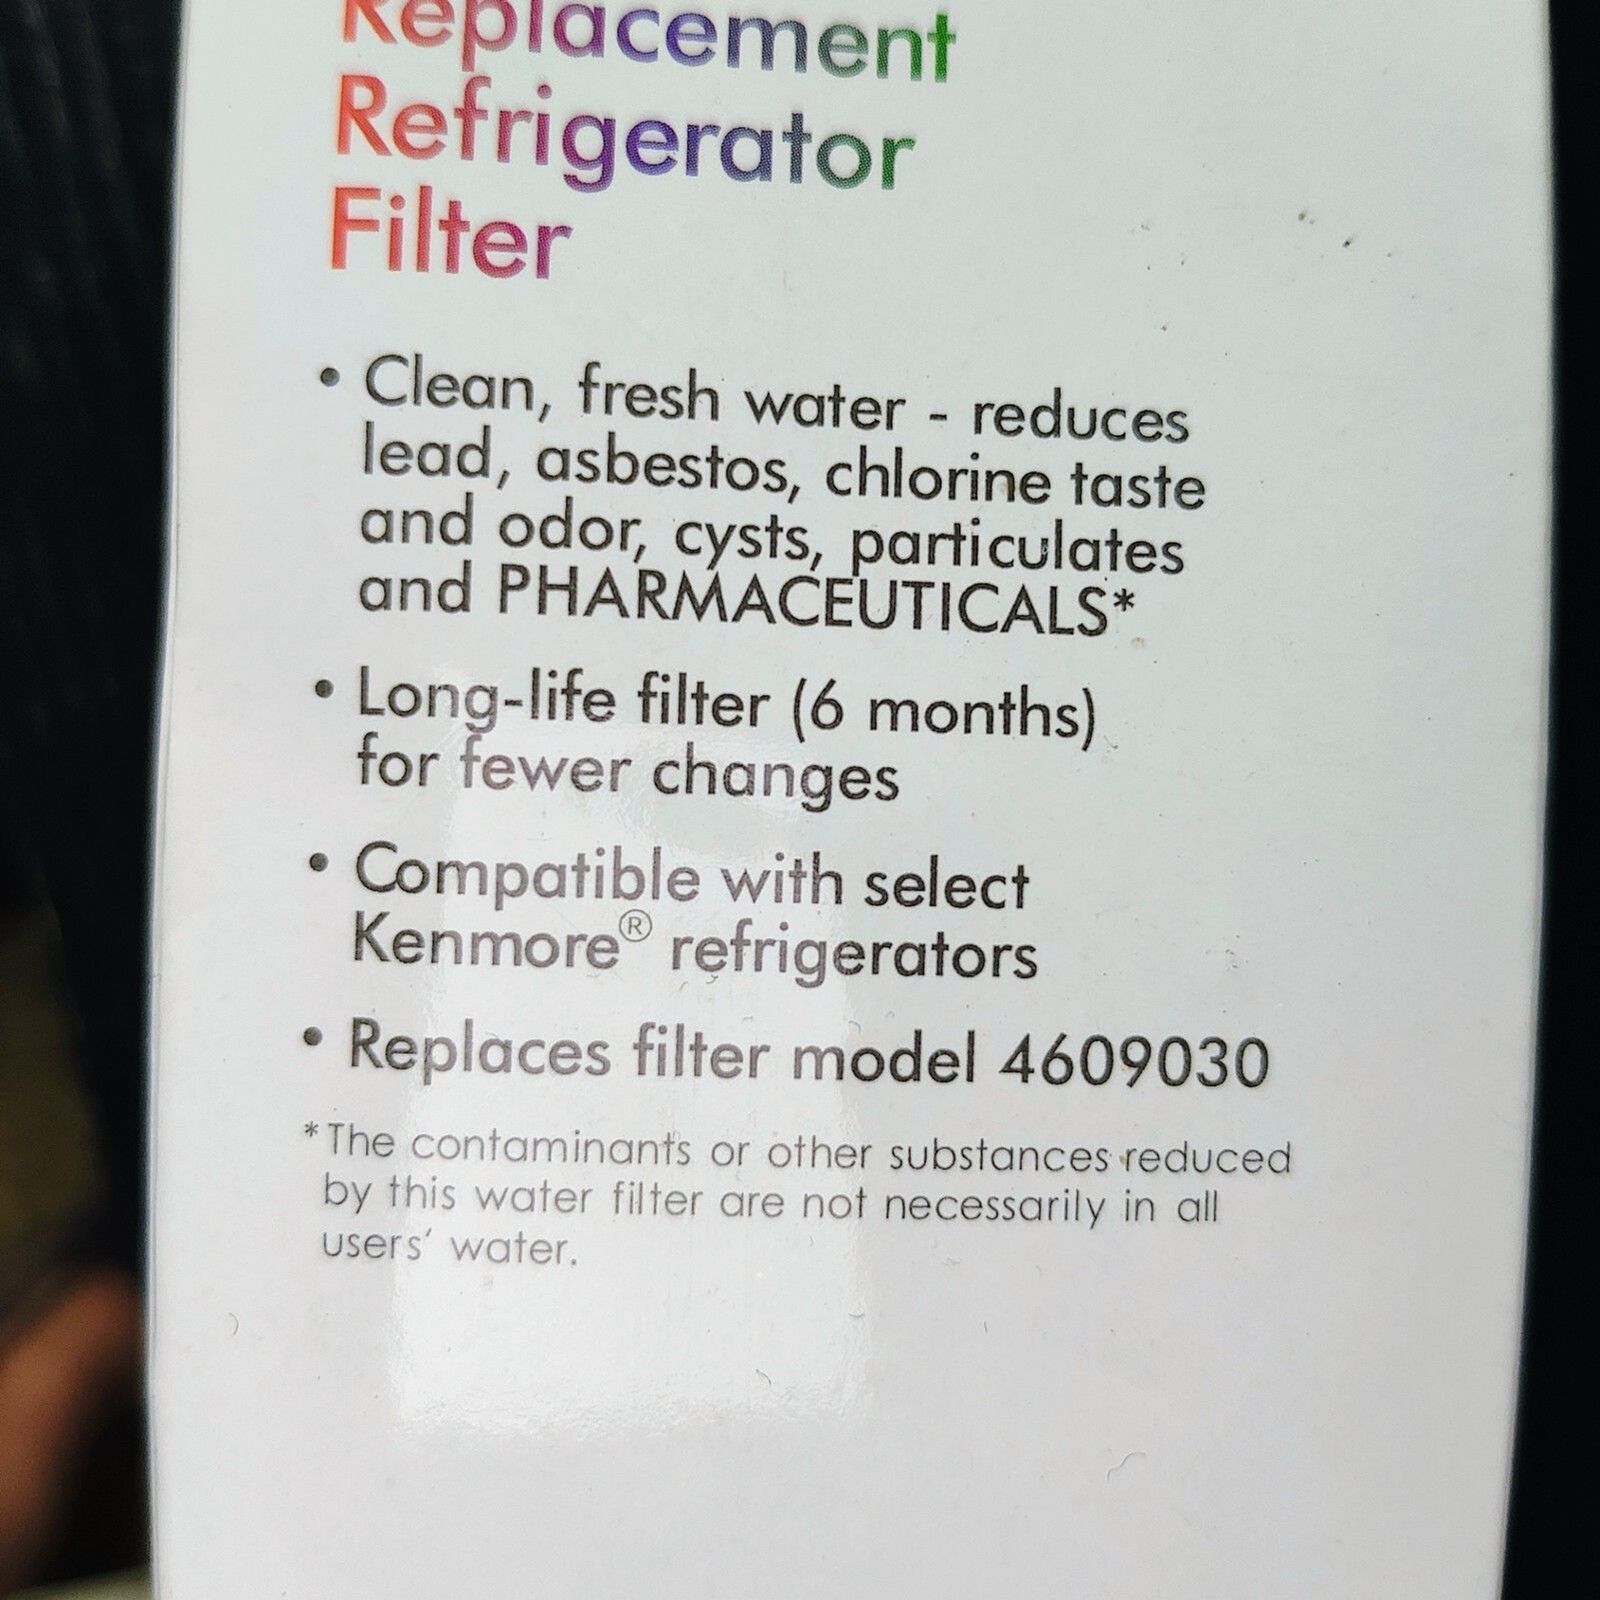 Replacement
Refrigerator
Filter
• Clean, fresh water - reduces
lead, asbestos, chlorine taste
and odor, cysts, particulates
and PHARMACEUTICALS*
• Long-life filter (6 months)
for fewer changes
• Compatible with select
Kenmore® refrigerators
• Replaces filter model 4609030
*The contaminants or other substances reduced
by this water filter are not necessarily in all
users' water.